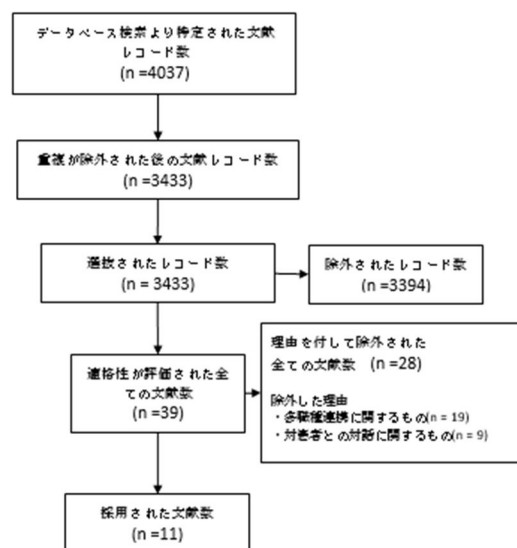 データベース検索より特定された文献
レコード数
(n =4037)
重複が除外された後の文献レコード数
(n =3433)
選抜されたレコード数
(n = 3433)
除外されたレコード数
(n =3394)
適格性が評価された全
ての文献数
(n =39)
理由を付して除外された
全ての文献数 (n =28)
除外した理由
・多職種連携に関するもの(n = 19)
・対患者との対話に関するもの(n = 9)
採用された文献数
(n =11)